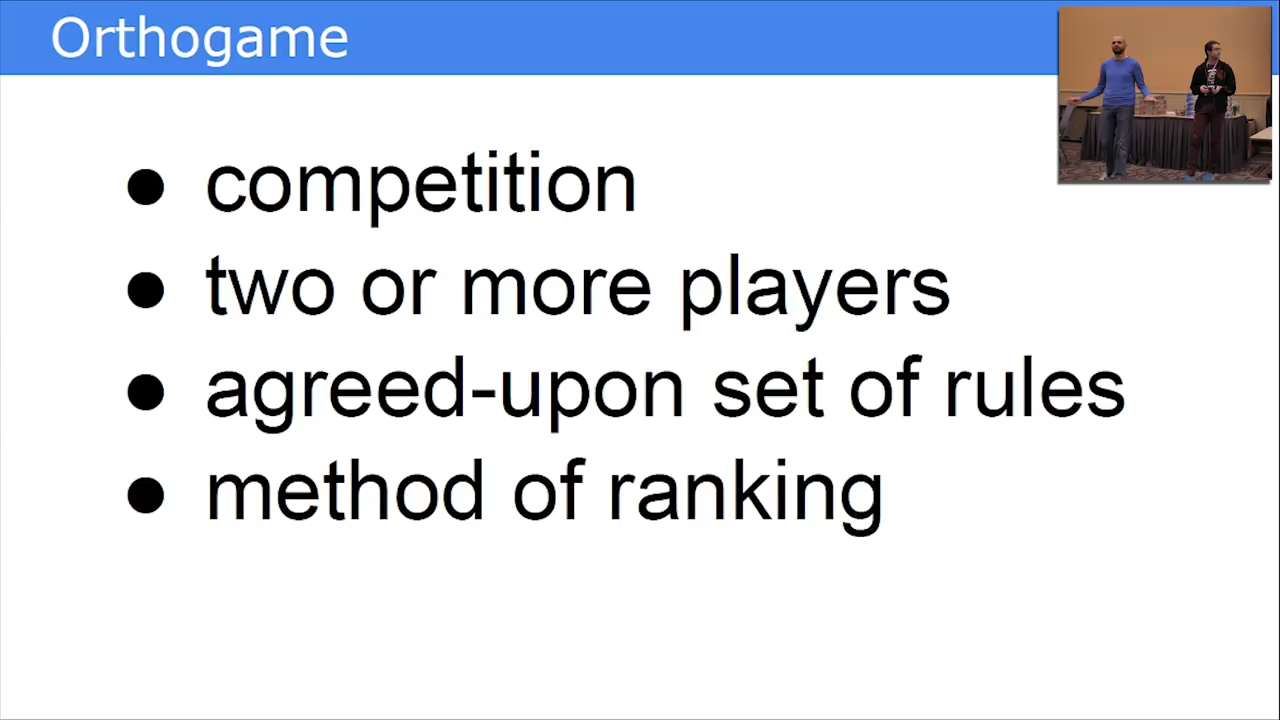 Orthogame
● competition
● two or more players
● agreed-upon set of rules
● method of ranking